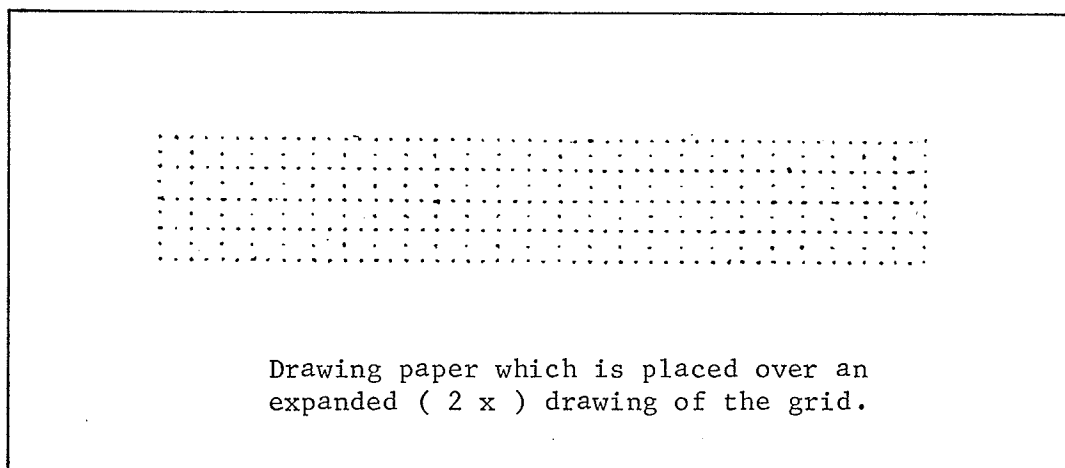 Drawing paper which is placed over an
expanded ( 2 x ) drawing of the grid.